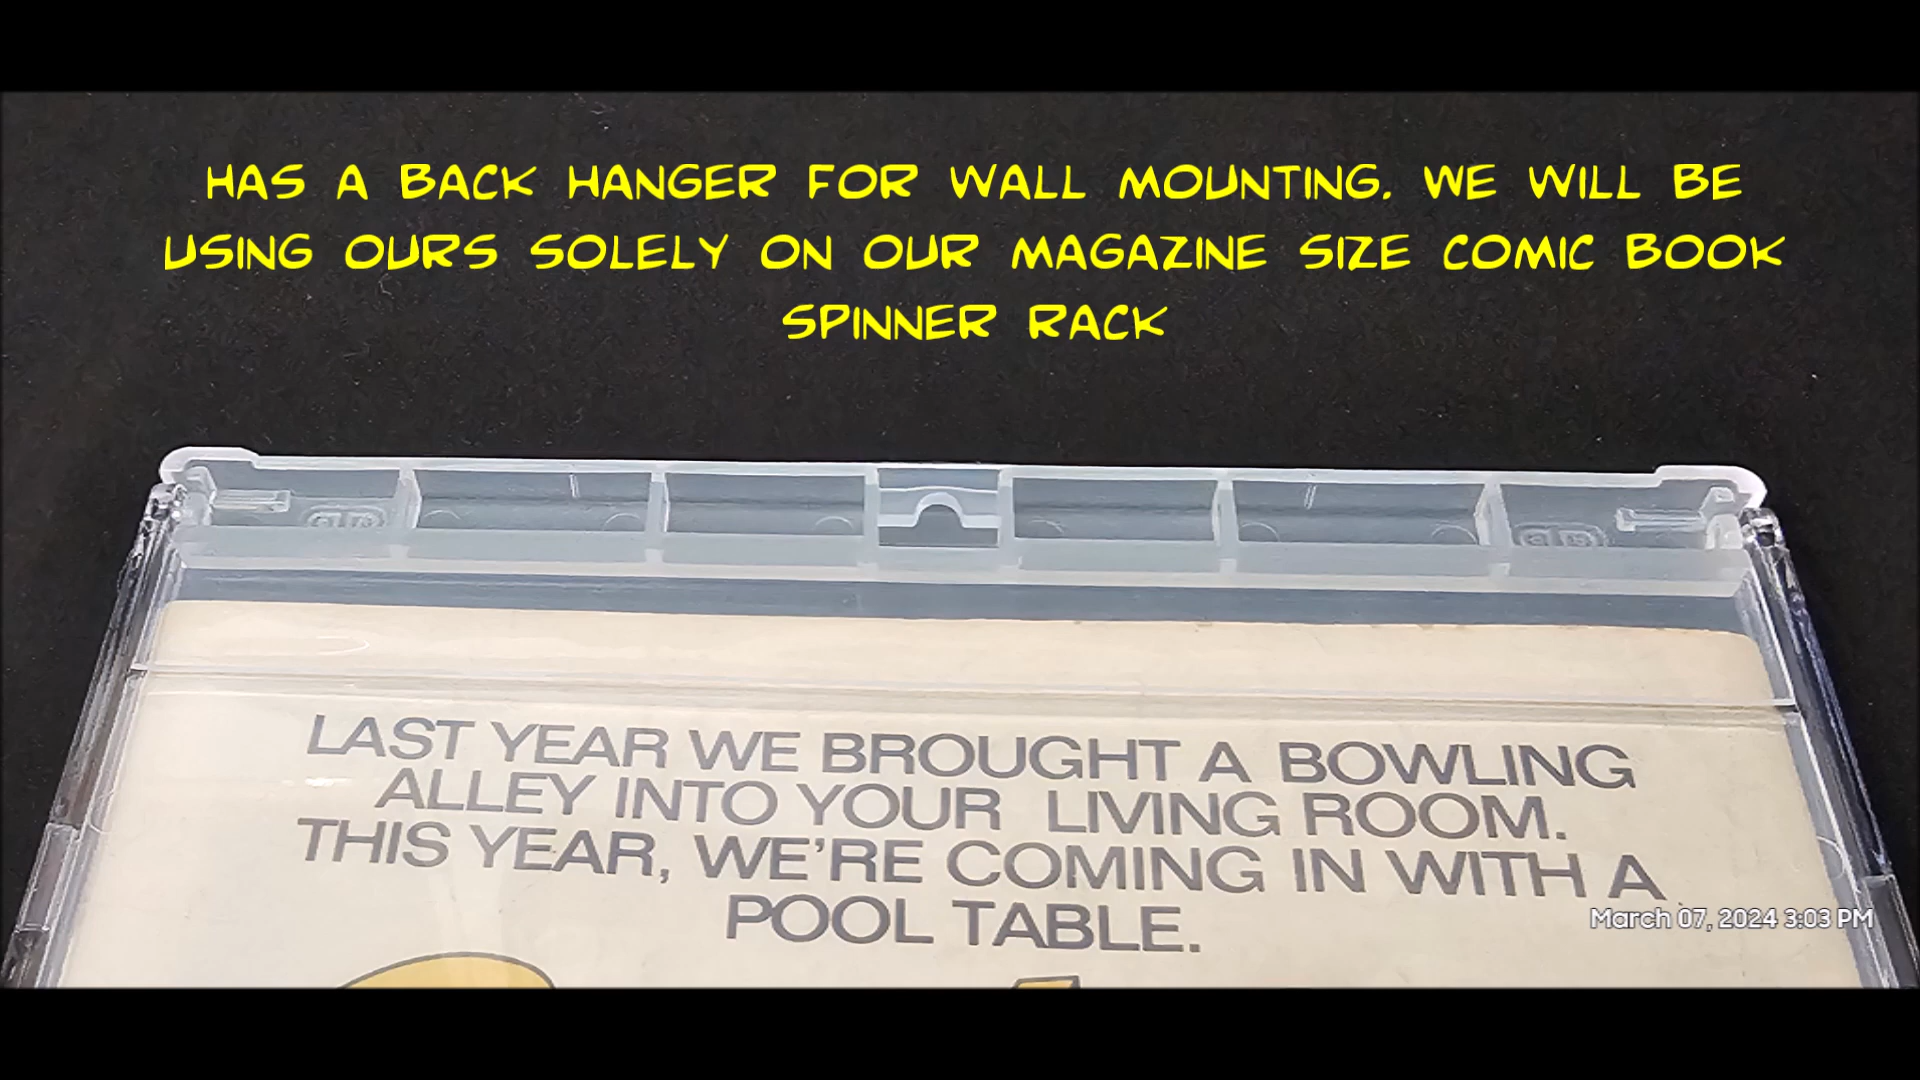 HAS A BACK HANGER FOR WALL MOUNTING. WE WILL BE
USING OURS SOLELY ON OUR MAGAZINE SIZE COMIC BOOK
SPINNER RACK
LAST YEAR WE BROUGHT A BOWLING
ALLEY INTO YOUR LIVING ROOM.
THIS YEAR, WE'RE COMING IN WITH A
POOL TABLE.
March 07, 2024 3:03 PM